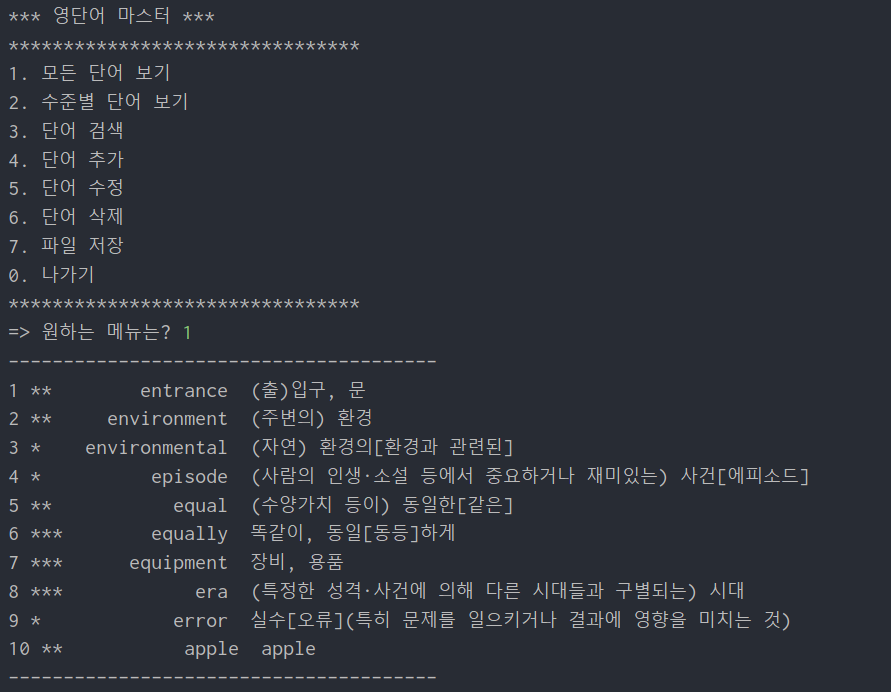 *** 영단어 마스터 ***
********************************
1. 모든 단어 보기
2. 수준별 단어 보기
3. 단어 검색
4. 단어 추가
5. 단어 수정
6. 단어 삭제
7. 파일 저장
0. 나가기
********************************
=> 원하는 메뉴는? 1
---------------------------------------
1 **        entrance  (출)입구, 문
2 **     environment  (주변의) 환경
3 *    environmental  (자연) 환경의[환경과 관련된]
4 *          episode  (사람의 인생·소설 등에서 중요하거나 재미있는) 사건[에피소드]
5 **           equal  (수양가치 등이) 동일한[같은]
6 ***        equally  똑같이, 동일[동등]하게
7 ***      equipment  장비, 용품
8 ***            era  (특정한 성격·사건에 의해 다른 시대들과 구별되는) 시대
9 *            error  실수[오류](특히 문제를 일으키거나 결과에 영향을 미치는 것)
10 **           apple  apple
---------------------------------------